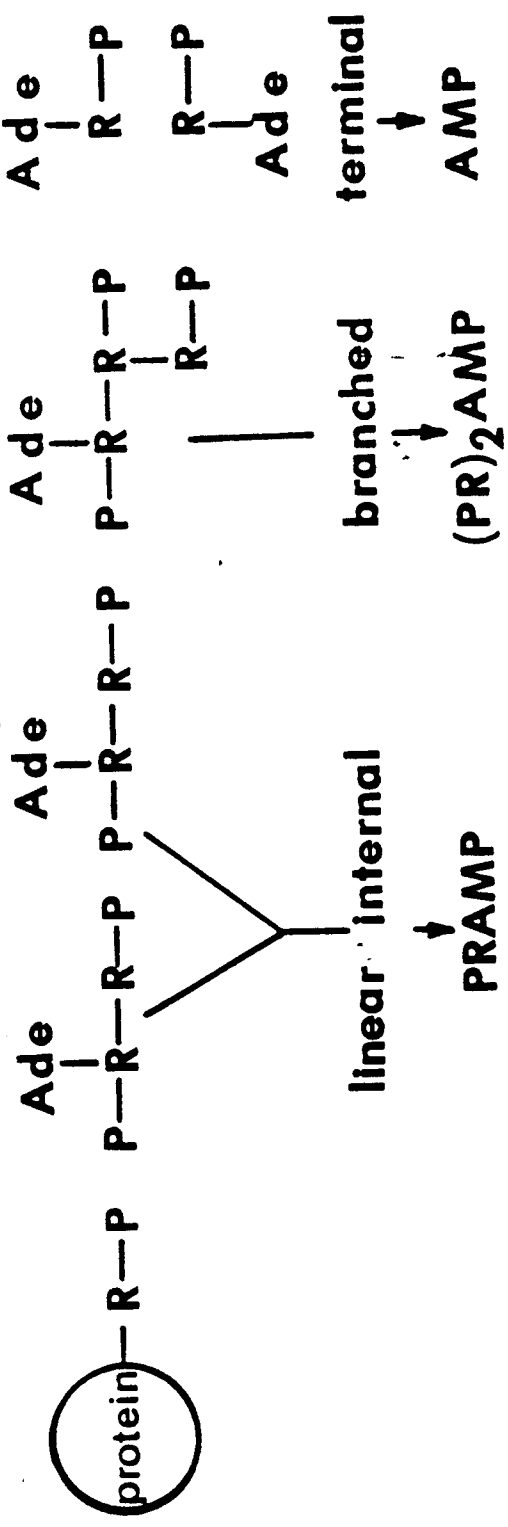 Ade Ade Ade Ade
protein—R—P P—R—R—P P—R—R—P P—R—R—P R—P
R—P R—P
Ade
linear internal branched terminal
PRAMP (PR)₂AMP AMP